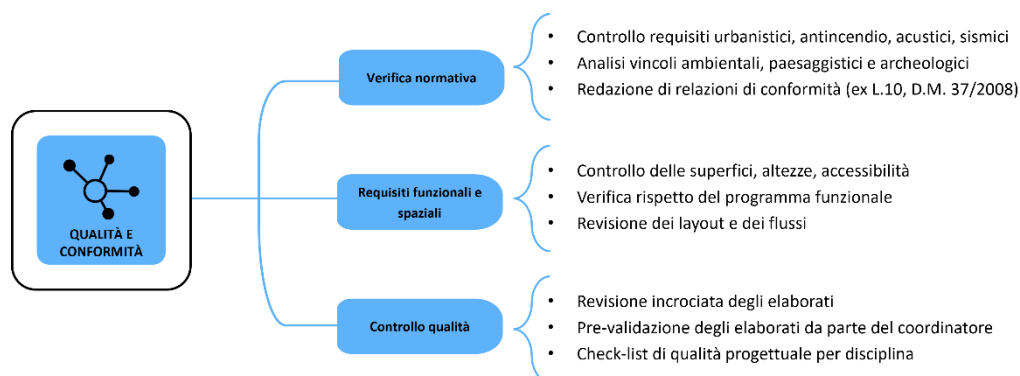 QUALITÀ E
CONFORMITÀ
Verifica normativa
• Controllo requisiti urbanistici, antincendio, acustici, sismici
• Analisi vincoli ambientali, paesaggistici e archeologici
• Redazione di relazioni di conformità (ex L.10, D.M. 37/2008)
Requisiti funzionali e
spaziali
• Controllo delle superfici, altezze, accessibilità
• Verifica rispetto del programma funzionale
• Revisione dei layout e dei flussi
Controllo qualità
• Revisione incrociata degli elaborati
• Pre-validazione degli elaborati da parte del coordinatore
• Check-list di qualità progettuale per disciplina